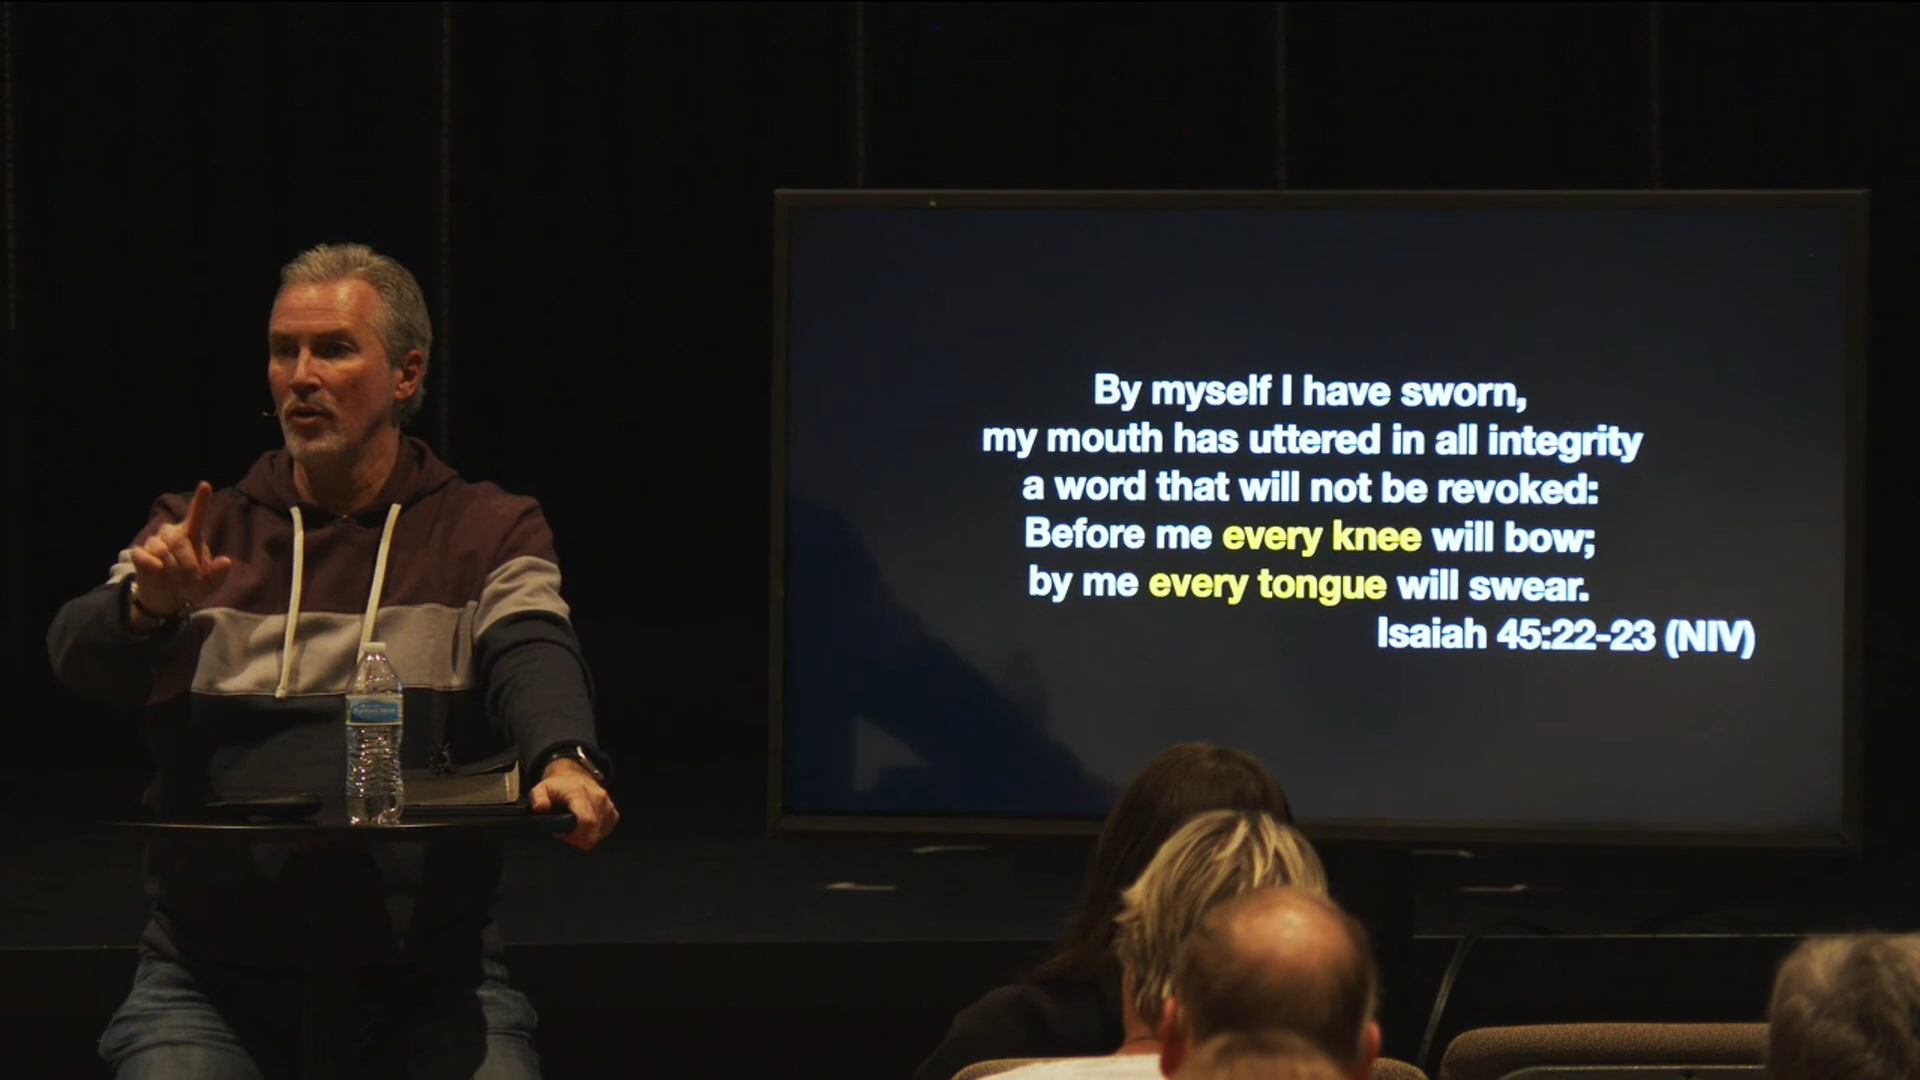 By myself I have sworn,
my mouth has uttered in all integrity
a word that will not be revoked:
Before me every knee will bow;
by me every tongue will swear.
Isaiah 45:22-23 (NIV)